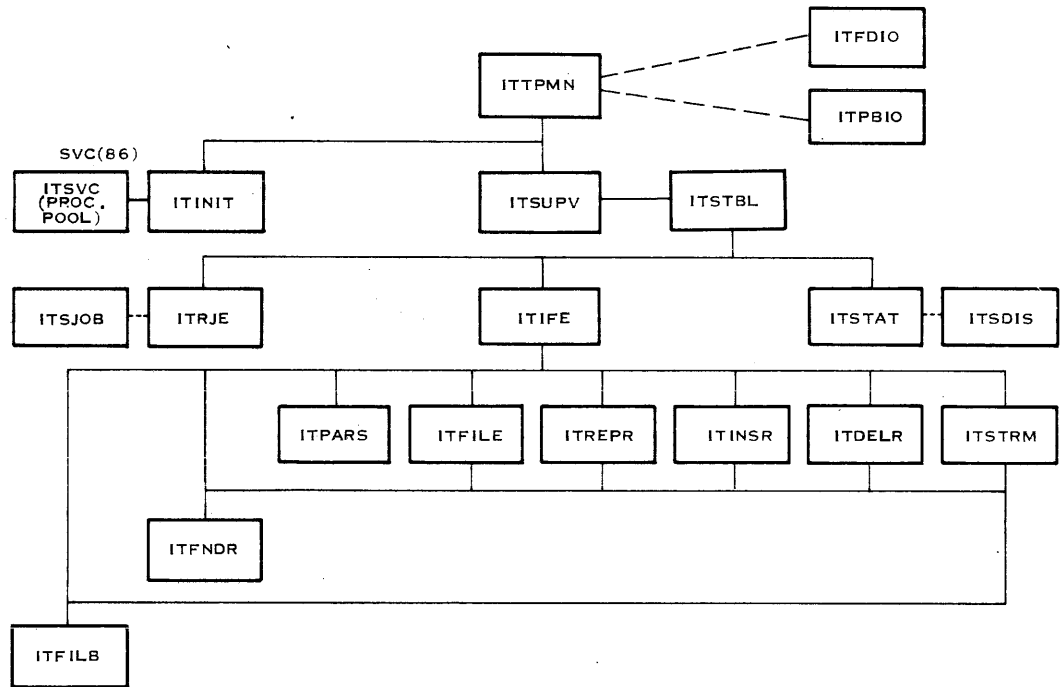 ITFDIO
ITTPMN
ITPBIO
SVC(86)
ITSVC
(PROC.
POOL)
ITINIT
ITSUPV
ITSTBL
ITSJOB
ITRJE
ITIFE
ITSTAT
ITSDIS
ITPARS
ITFILE
ITREPR
ITINSR
ITDELR
ITSTRM
ITFNDR
ITFILB